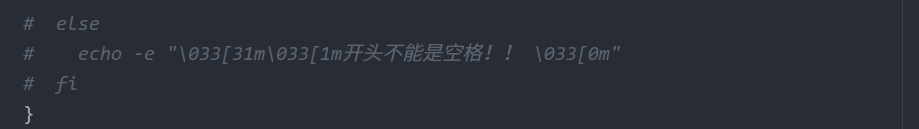 #  else
#    echo -e "\033[31m\033[1m开头不能是空格！！ \033[0m"
#  fi
}